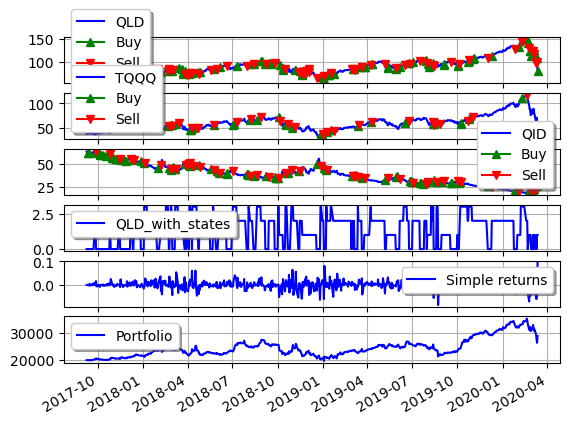 QLD
Buy
Sell
150
100
TQQQ
Buy
Sell
100
50
QID
Buy
Sell
50
25
QLD_with_states
2.5
0.0
Simple returns
0.1
0.0
Portfolio
30000
20000
2017-10 2018-01 2018-04 2018-07 2018-10 2019-01 2019-04 2019-07 2019-10 2020-01 2020-04